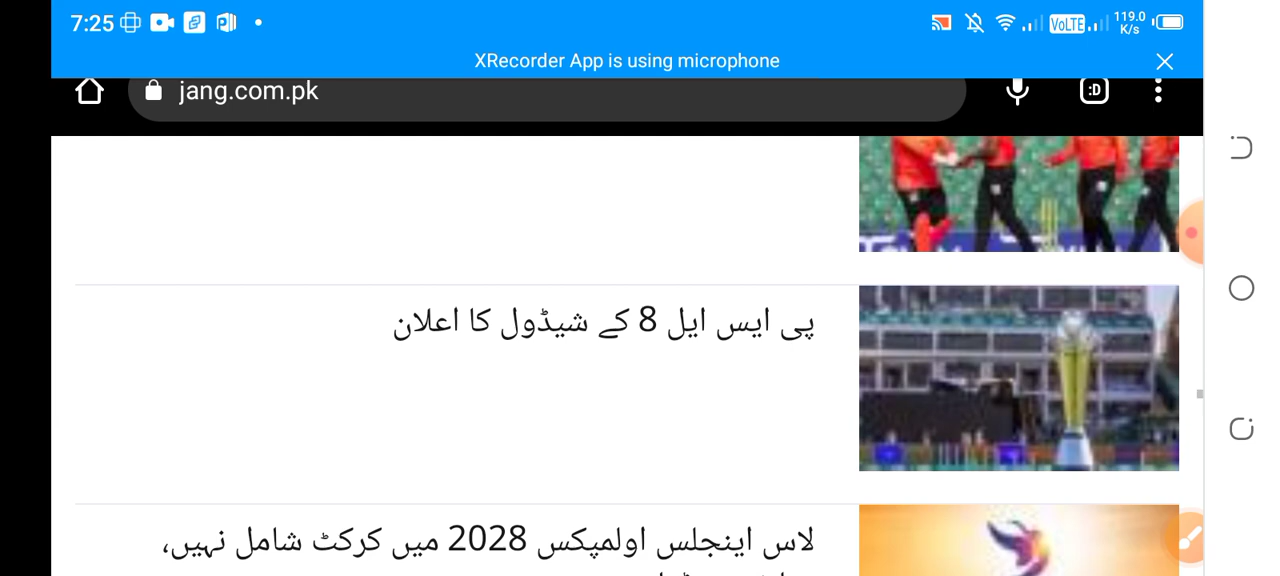 7:25
VoLTE
119.0
K/s
XRecorder App is using microphone
jang.com.pk
:D
پی ایس ایل 8 کے شیڈول کا اعلان
لاس اینجلس اولمپکس 2028 میں کرکٹ شامل نہیں،